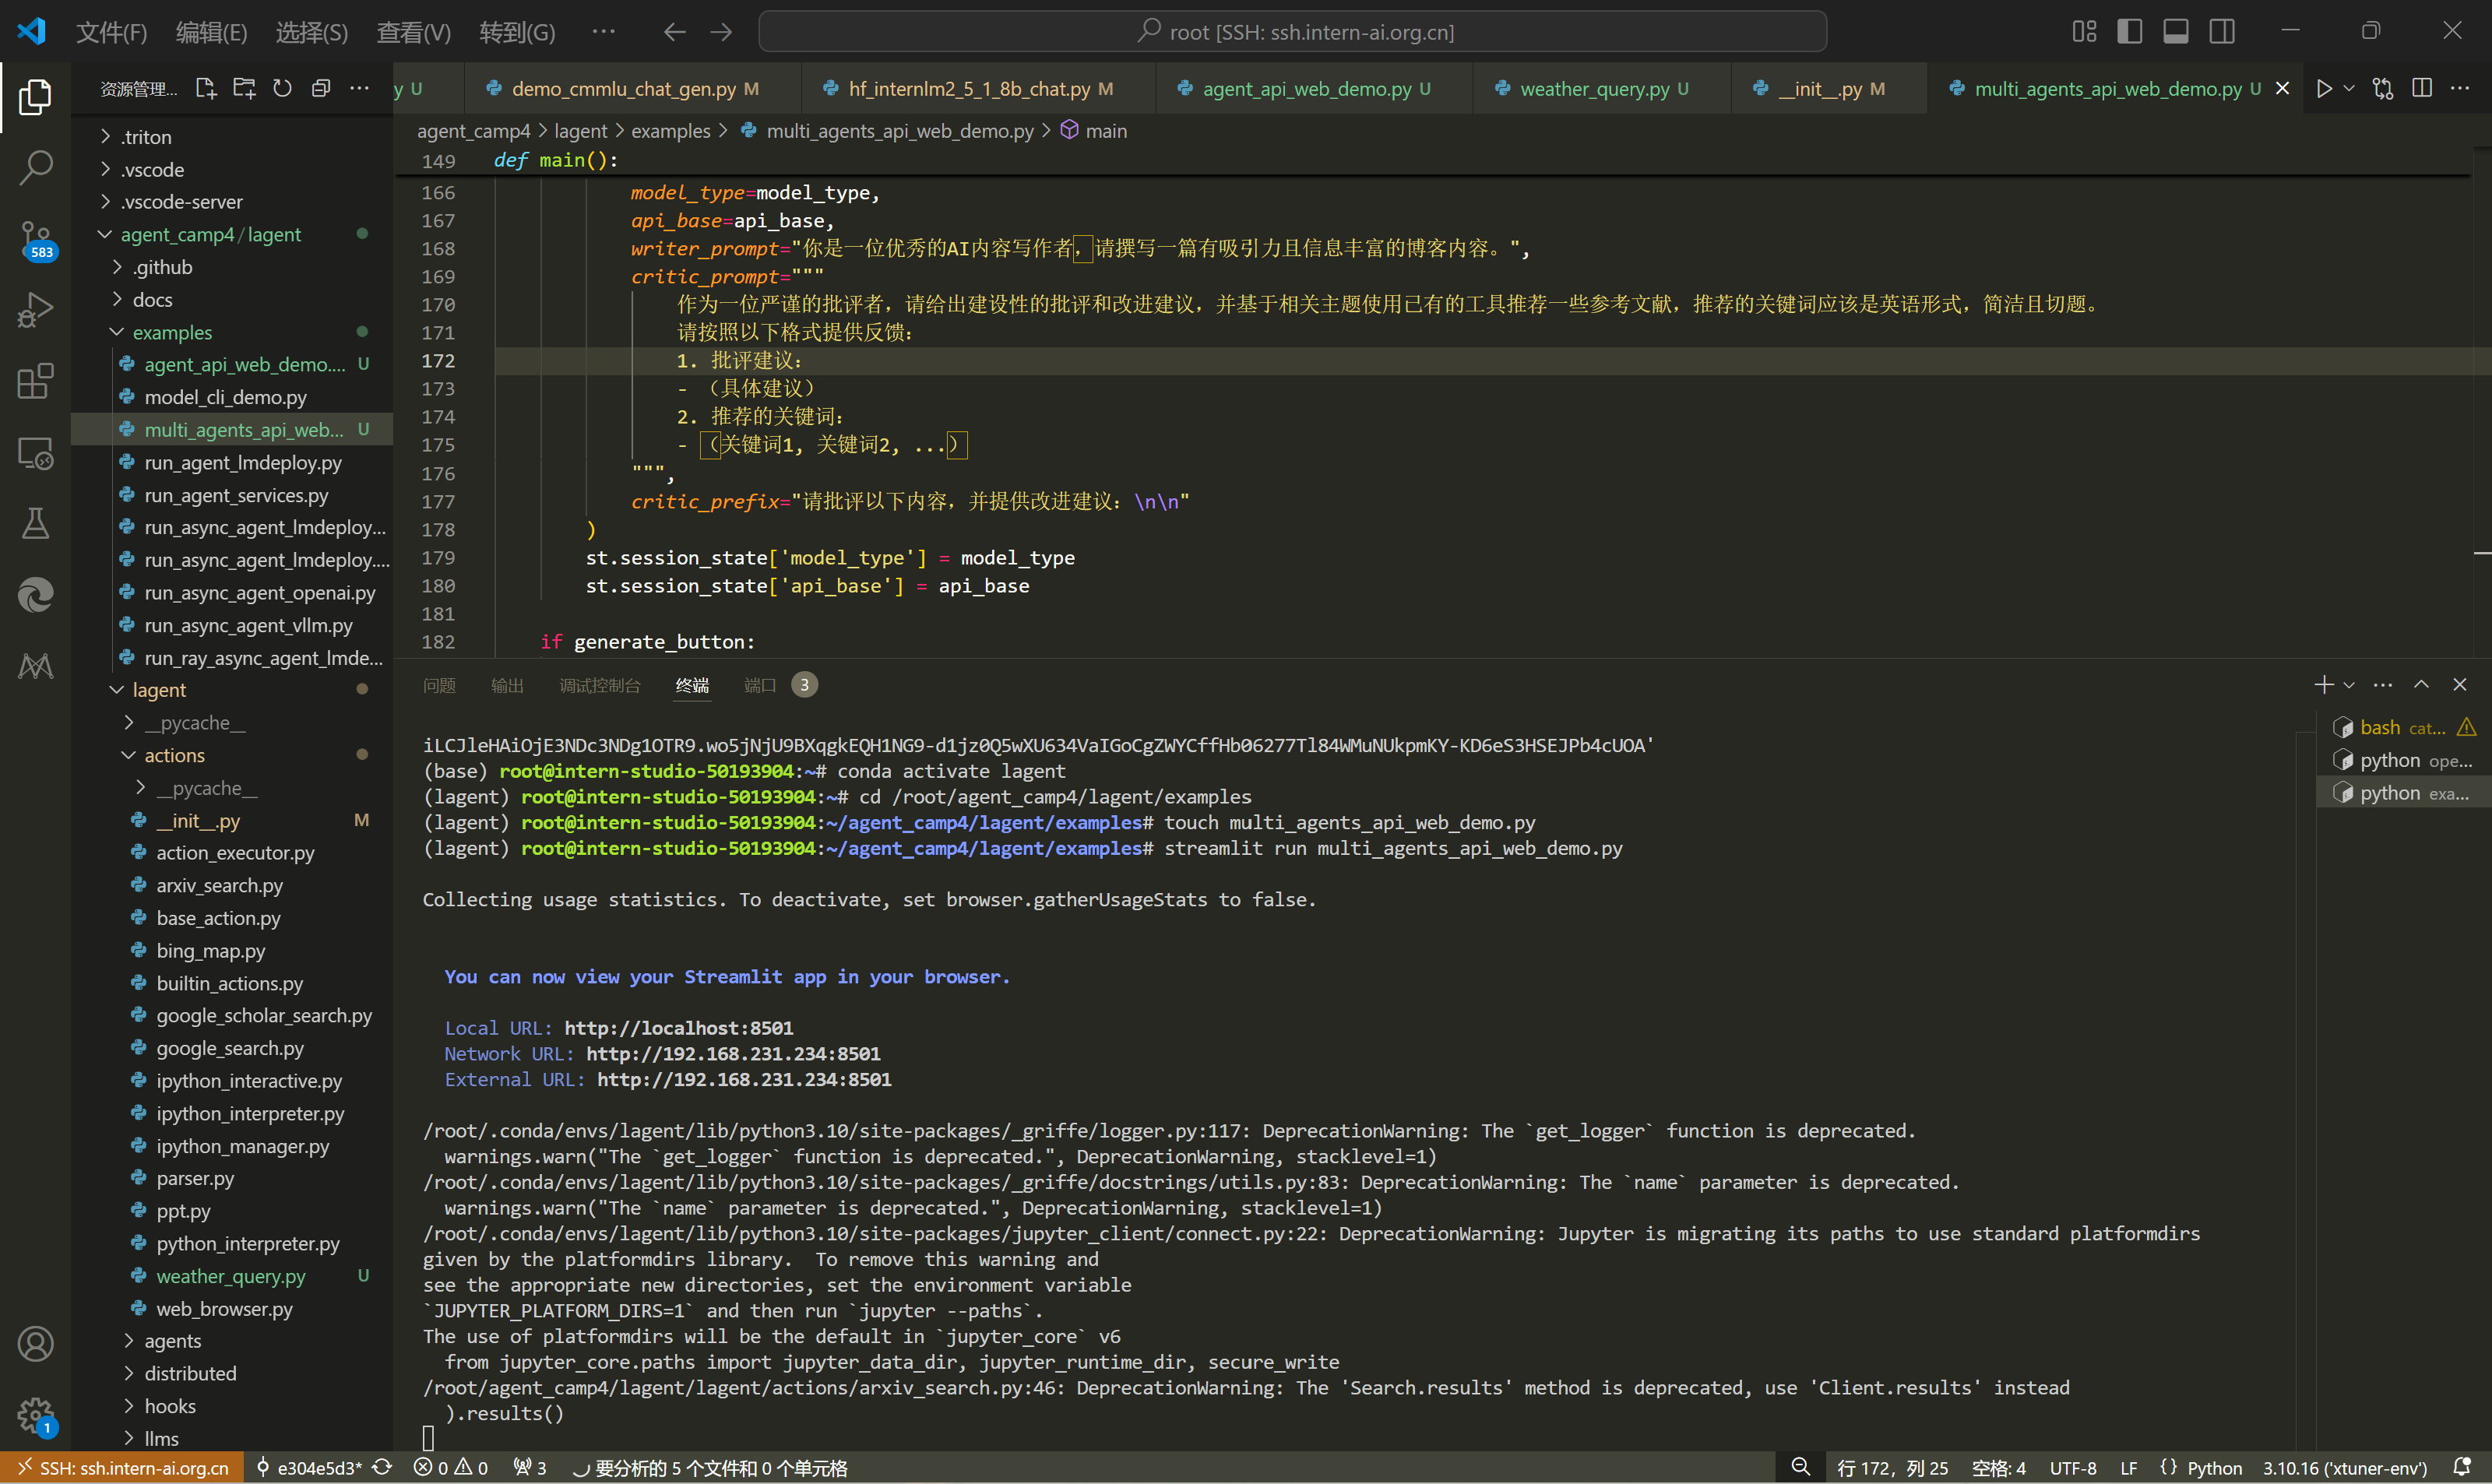 文件(F) 编辑(E) 选择(S) 查看(V) 转到(G) ··· root [SSH: ssh.intern-ai.org.cn]
资源管理... y U demo_cmmlu_chat_gen.py M hf_internlm2_5_1_8b_chat.py M agent_api_web_demo.py U weather_query.py U __init__.py M multi_agents_api_web_demo.py U
agent_camp4 > lagent > examples > multi_agents_api_web_demo.py > main
.triton
.vscode
.vscode-server
agent_camp4 / lagent
.github
docs
examples
agent_api_web_demo.... U
model_cli_demo.py
multi_agents_api_web... U
run_agent_lmdeploy.py
run_agent_services.py
run_async_agent_lmdeploy...
run_async_agent_lmdeploy....
run_async_agent_openai.py
run_async_agent_vllm.py
run_ray_async_agent_lmde...
lagent
__pycache__
actions
__pycache__
__init__.py M
action_executor.py
arxiv_search.py
base_action.py
bing_map.py
builtin_actions.py
google_scholar_search.py
google_search.py
ipython_interactive.py
ipython_interpreter.py
ipython_manager.py
parser.py
ppt.py
python_interpreter.py
weather_query.py U
web_browser.py
agents
distributed
hooks
llms
583
1
149 def main():
166 model_type=model_type,
167 api_base=api_base,
168 writer_prompt="你是一位优秀的AI内容写作者，请撰写一篇有吸引力且信息丰富的博客内容。",
169 critic_prompt="""
170 作为一位严谨的批评者，请给出建设性的批评和改进建议，并基于相关主题使用已有的工具推荐一些参考文献，推荐的关键词应该是英语形式，简洁且切题。
171 请按照以下格式提供反馈：
172 1. 批评建议：
173 - （具体建议）
174 2. 推荐的关键词：
175 - （关键词1, 关键词2, ...）
176 """,
177 critic_prefix="请批评以下内容，并提供改进建议：\n\n"
178 )
179 st.session_state['model_type'] = model_type
180 st.session_state['api_base'] = api_base
181
182 if generate_button:
问题 输出 调试控制台 终端 端口 3
bash cat...
python ope...
python exa...
iLCJleHAiOjE3NDc3NDg1OTR9.wo5jNjU9BXqgkEQH1NG9-d1jz0Q5wXU634VaIGoCgZWYCffHb06277Tl84WMuNUkpmKY-KD6eS3HSEJPb4cUOA'
(base) root@intern-studio-50193904:~# conda activate lagent
(lagent) root@intern-studio-50193904:~# cd /root/agent_camp4/lagent/examples
(lagent) root@intern-studio-50193904:~/agent_camp4/lagent/examples# touch multi_agents_api_web_demo.py
(lagent) root@intern-studio-50193904:~/agent_camp4/lagent/examples# streamlit run multi_agents_api_web_demo.py
Collecting usage statistics. To deactivate, set browser.gatherUsageStats to false.
You can now view your Streamlit app in your browser.
Local URL: http://localhost:8501
Network URL: http://192.168.231.234:8501
External URL: http://192.168.231.234:8501
/root/.conda/envs/lagent/lib/python3.10/site-packages/_griffe/logger.py:117: DeprecationWarning: The `get_logger` function is deprecated.
warnings.warn("The `get_logger` function is deprecated.", DeprecationWarning, stacklevel=1)
/root/.conda/envs/lagent/lib/python3.10/site-packages/_griffe/docstrings/utils.py:83: DeprecationWarning: The `name` parameter is deprecated.
warnings.warn("The `name` parameter is deprecated.", DeprecationWarning, stacklevel=1)
/root/.conda/envs/lagent/lib/python3.10/site-packages/jupyter_client/connect.py:22: DeprecationWarning: Jupyter is migrating its paths to use standard platformdirs
given by the platformdirs library.  To remove this warning and
see the appropriate new directories, set the environment variable
`JUPYTER_PLATFORM_DIRS=1` and then run `jupyter --paths`.
The use of platformdirs will be the default in `jupyter_core` v6
from jupyter_core.paths import jupyter_data_dir, jupyter_runtime_dir, secure_write
/root/agent_camp4/lagent/lagent/actions/arxiv_search.py:46: DeprecationWarning: The 'Search.results' method is deprecated, use 'Client.results' instead
).results()
SSH: ssh.intern-ai.org.cn e304e5d3* 0 0 3 要分析的 5 个文件和 0 个单元格 行 172，列 25 空格: 4 UTF-8 LF {} Python 3.10.16 ('xtuner-env')